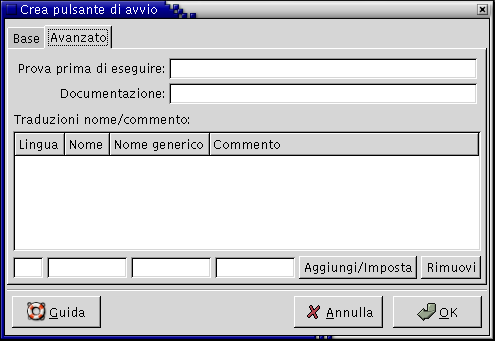 Crea pulsante di avvio
Base Avanzato
Prova prima di eseguire:
Documentazione:
Traduzioni nome/commento:
Lingua Nome Nome generico Commento
Aggiungi/Imposta Rimuovi
Guida Annulla OK